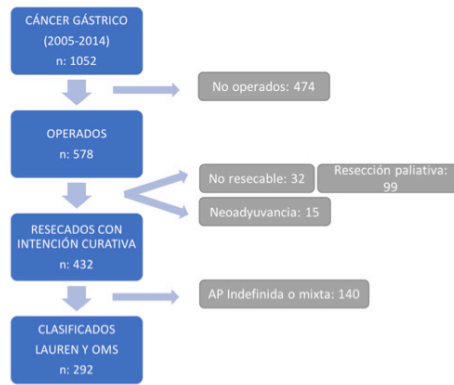 CÁNCER GÁSTRICO
(2005-2014)
n: 1052
No operados: 474
OPERADOS
n: 578
No resecable: 32
Resección paliativa:
99
Neoadyuvancia: 15
RESECADOS CON
INTENCIÓN CURATIVA
n: 432
AP Indefinida o mixta: 140
CLASIFICADOS
LAUREN Y OMS
n: 292